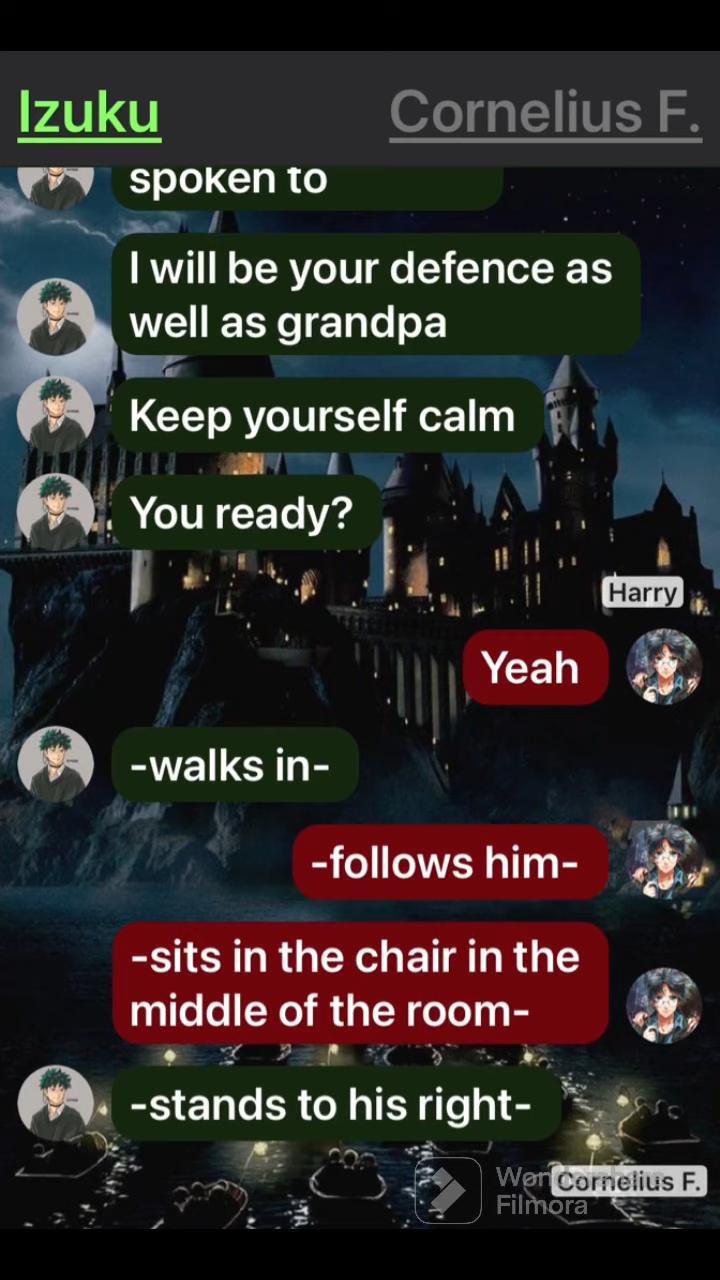 Izuku
Cornelius F.
spoken to
I will be your defence as
well as grandpa
Keep yourself calm
You ready?
Harry
Yeah
-walks in-
-follows him-
-sits in the chair in the
middle of the room-
-stands to his right-
Cornelius F.
Filmora